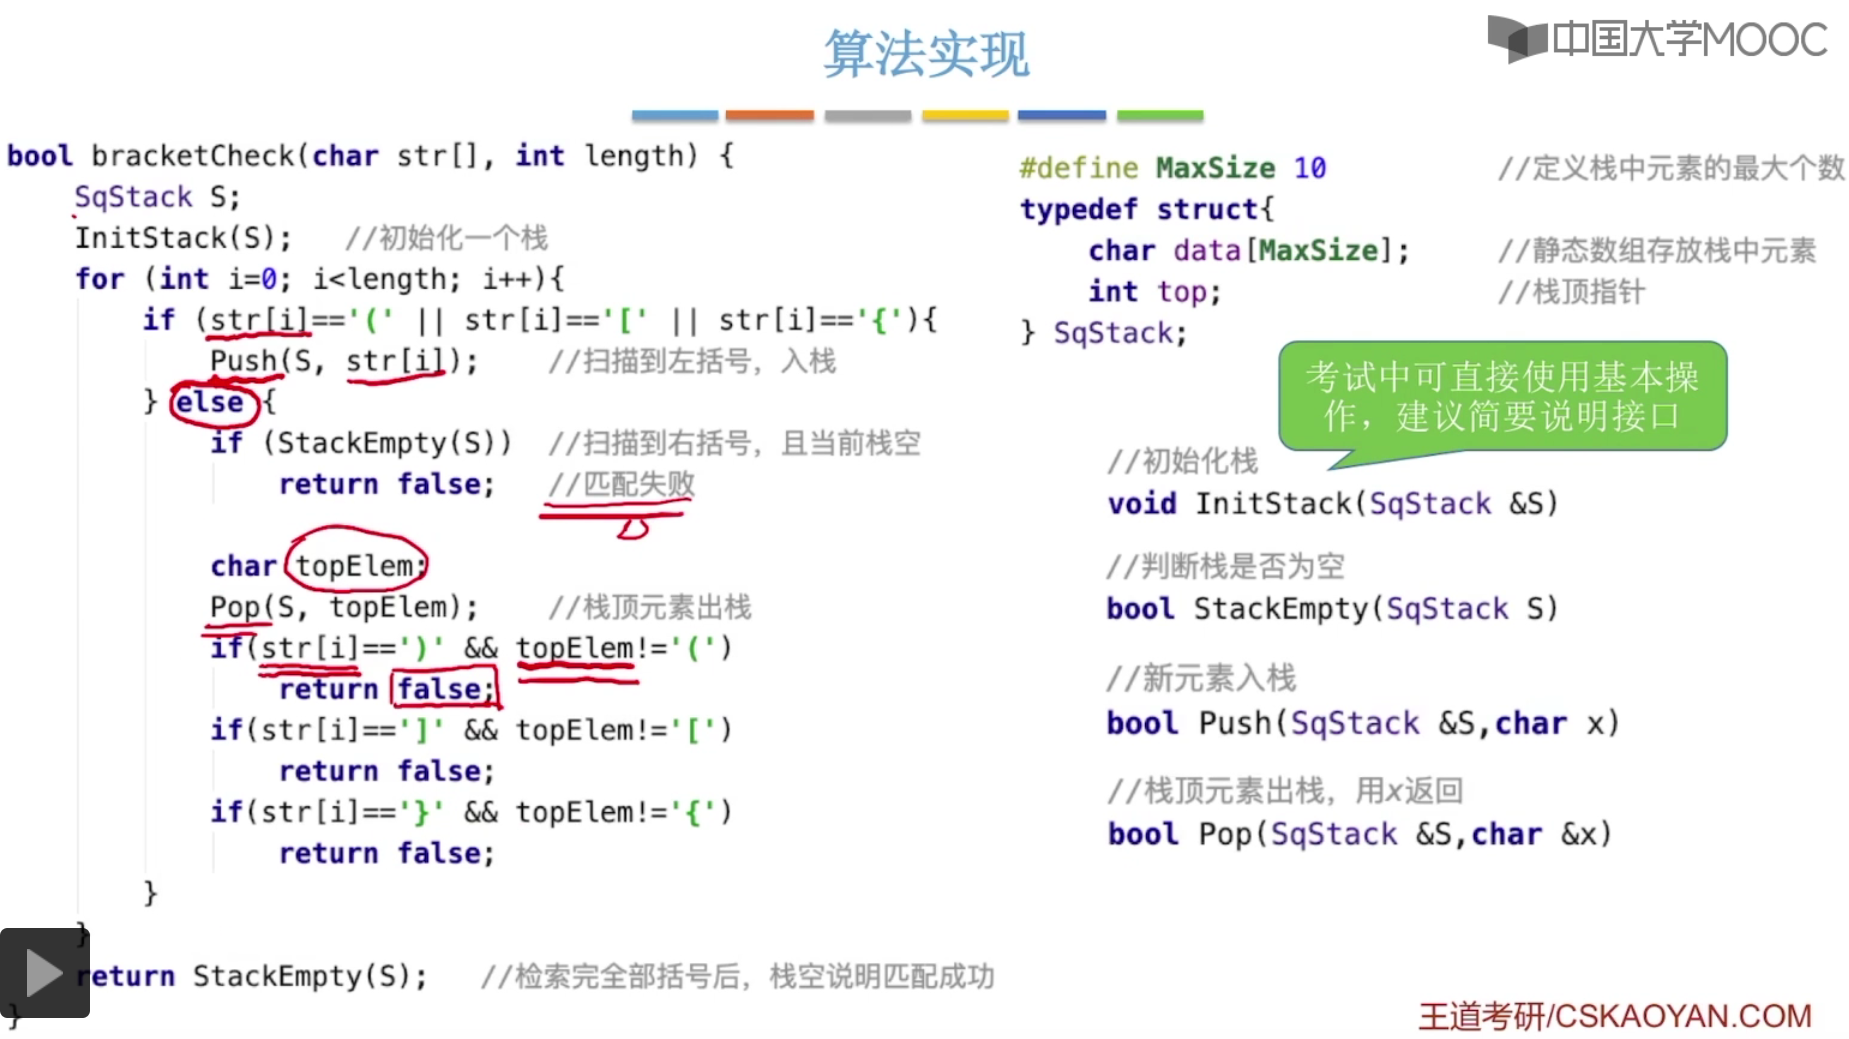 算法实现
中国大学MOOC
bool bracketCheck(char str[], int length) {
SqStack S;
InitStack(S); //初始化一个栈
for (int i=0; i<length; i++){
if (str[i]=='(' || str[i]=='[' || str[i]=='{'){
Push(S, str[i]); //扫描到左括号，入栈
} else {
if (StackEmpty(S)) //扫描到右括号，且当前栈空
return false; //匹配失败
char topElem;
Pop(S, topElem); //栈顶元素出栈
if(str[i]==')' && topElem!='(')
return false;
if(str[i]==']' && topElem!='[')
return false;
if(str[i]=='}' && topElem!='{')
return false;
}
}
return StackEmpty(S); //检索完全部括号后，栈空说明匹配成功
}
#define MaxSize 10 //定义栈中元素的最大个数
typedef struct{
char data[MaxSize]; //静态数组存放栈中元素
int top; //栈顶指针
} SqStack;
考试中可直接使用基本操
作，建议简要说明接口
//初始化栈
void InitStack(SqStack &S)
//判断栈是否为空
bool StackEmpty(SqStack S)
//新元素入栈
bool Push(SqStack &S,char x)
//栈顶元素出栈，用x返回
bool Pop(SqStack &S,char &x)
王道考研/CSKAOYAN.COM